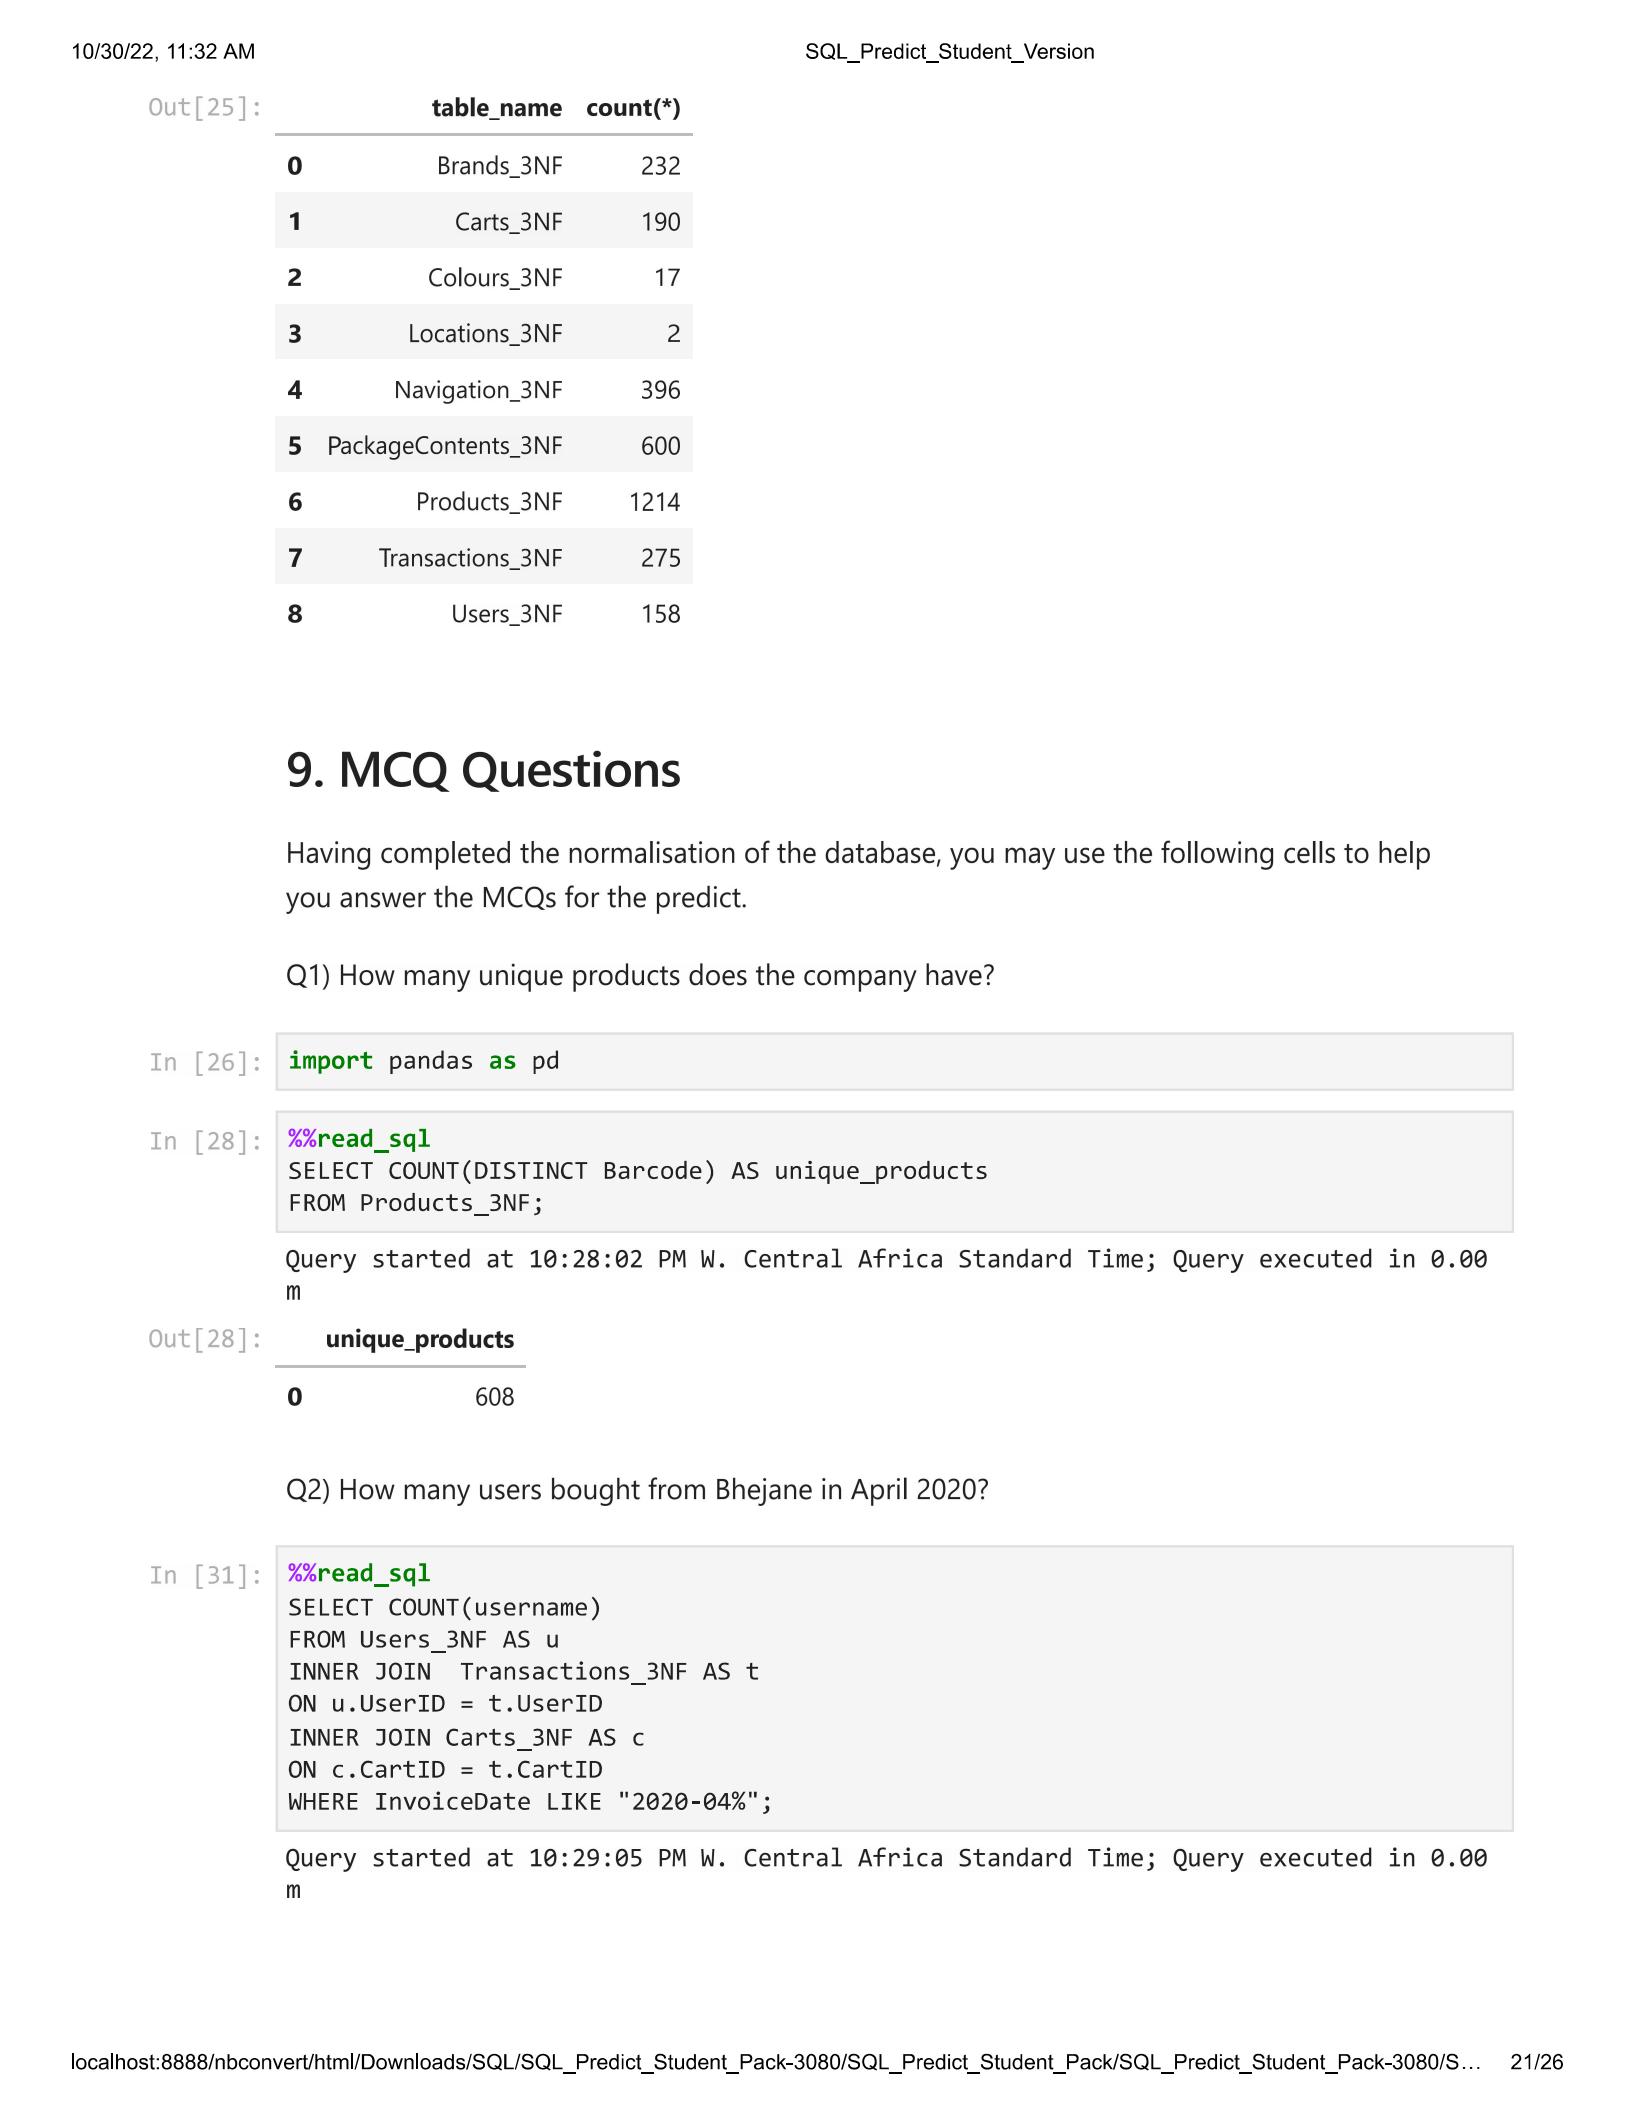 10/30/22, 11:32 AM SQL_Predict_Student_Version
Out[25]: table_name count(*)
0 Brands_3NF 232
1 Carts_3NF 190
2 Colours_3NF 17
3 Locations_3NF 2
4 Navigation_3NF 396
5 PackageContents_3NF 600
6 Products_3NF 1214
7 Transactions_3NF 275
8 Users_3NF 158
9. MCQ Questions
Having completed the normalisation of the database, you may use the following cells to help
you answer the MCQs for the predict.
Q1) How many unique products does the company have?
In [26]: import pandas as pd
In [28]: %%read_sql
SELECT COUNT(DISTINCT Barcode) AS unique_products
FROM Products_3NF;
Query started at 10:28:02 PM W. Central Africa Standard Time; Query executed in 0.00
m
Out[28]: unique_products
0 608
Q2) How many users bought from Bhejane in April 2020?
In [31]: %%read_sql
SELECT COUNT(username)
FROM Users_3NF AS u
INNER JOIN  Transactions_3NF AS t
ON u.UserID = t.UserID
INNER JOIN Carts_3NF AS c
ON c.CartID = t.CartID
WHERE InvoiceDate LIKE "2020-04%";
Query started at 10:29:05 PM W. Central Africa Standard Time; Query executed in 0.00
m
localhost:8888/nbconvert/html/Downloads/SQL/SQL_Predict_Student_Pack-3080/SQL_Predict_Student_Pack/SQL_Predict_Student_Pack-3080/S… 21/26